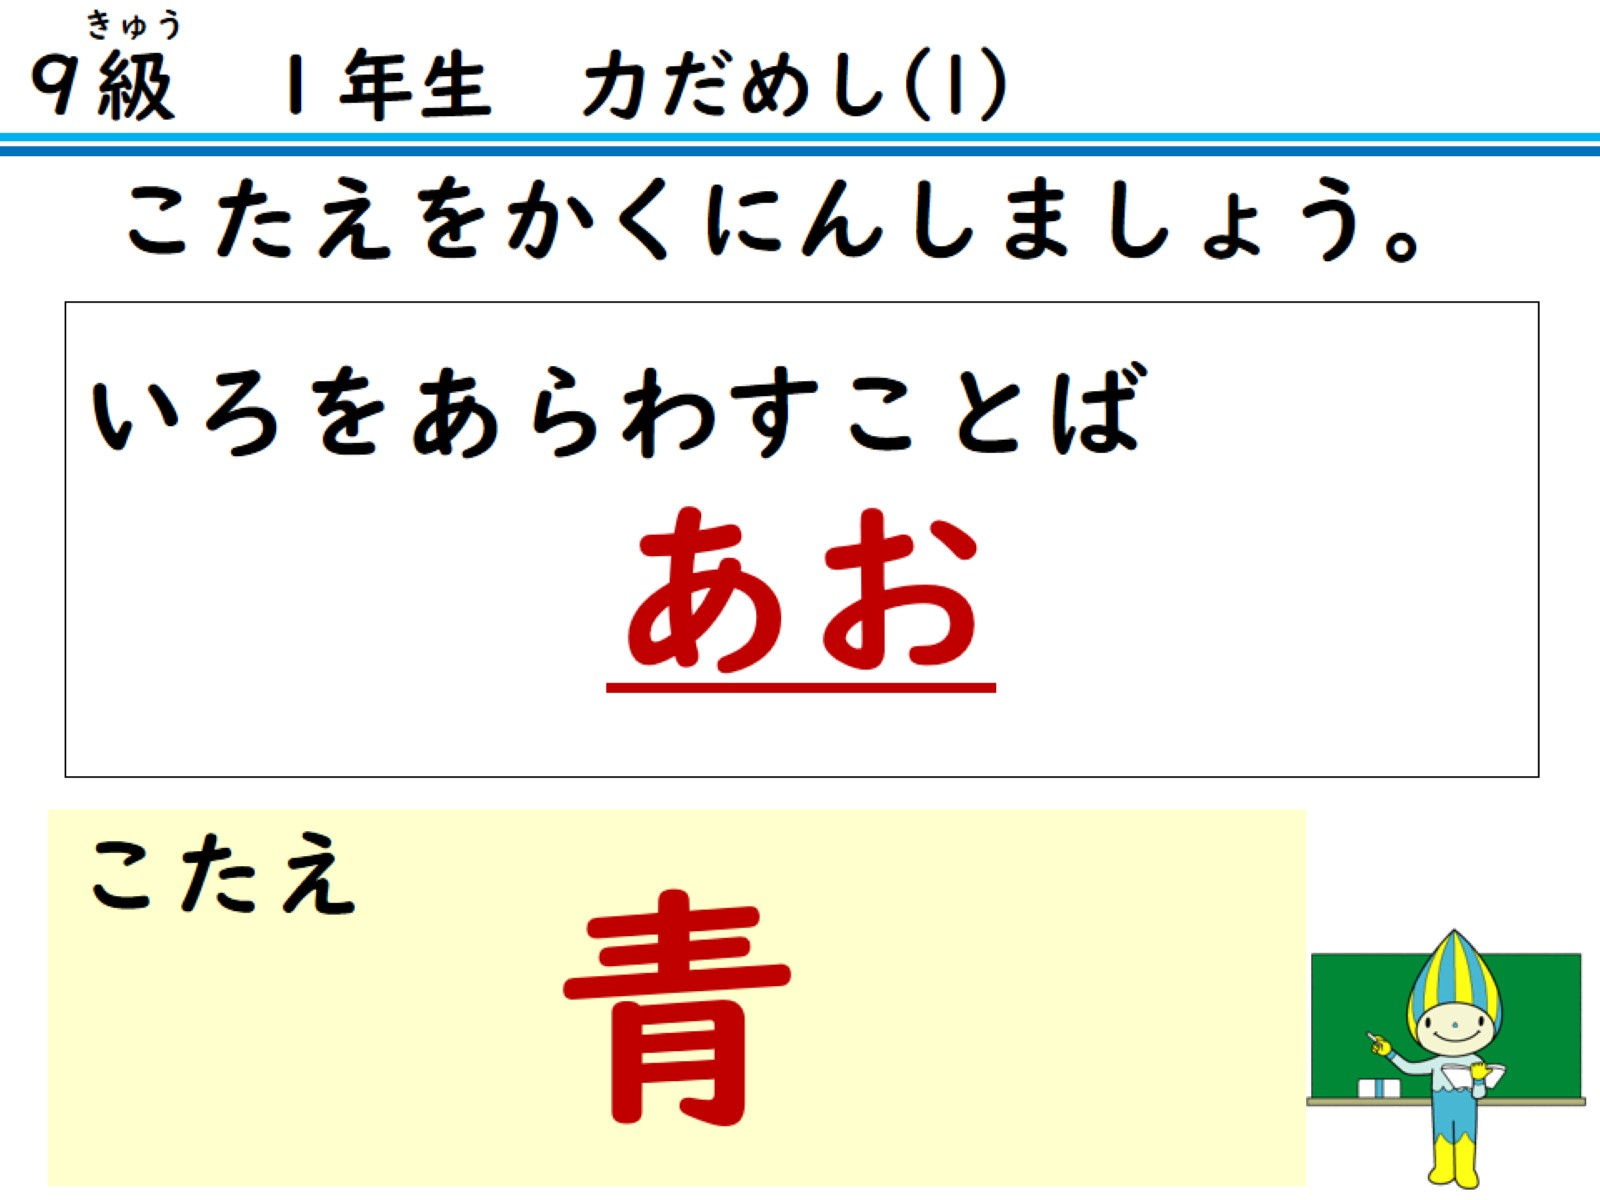 きゅう
9級　1年生　力だめし(1)
こたえをかくにんしましょう。
いろをあらわすことば
あお
こたえ
青